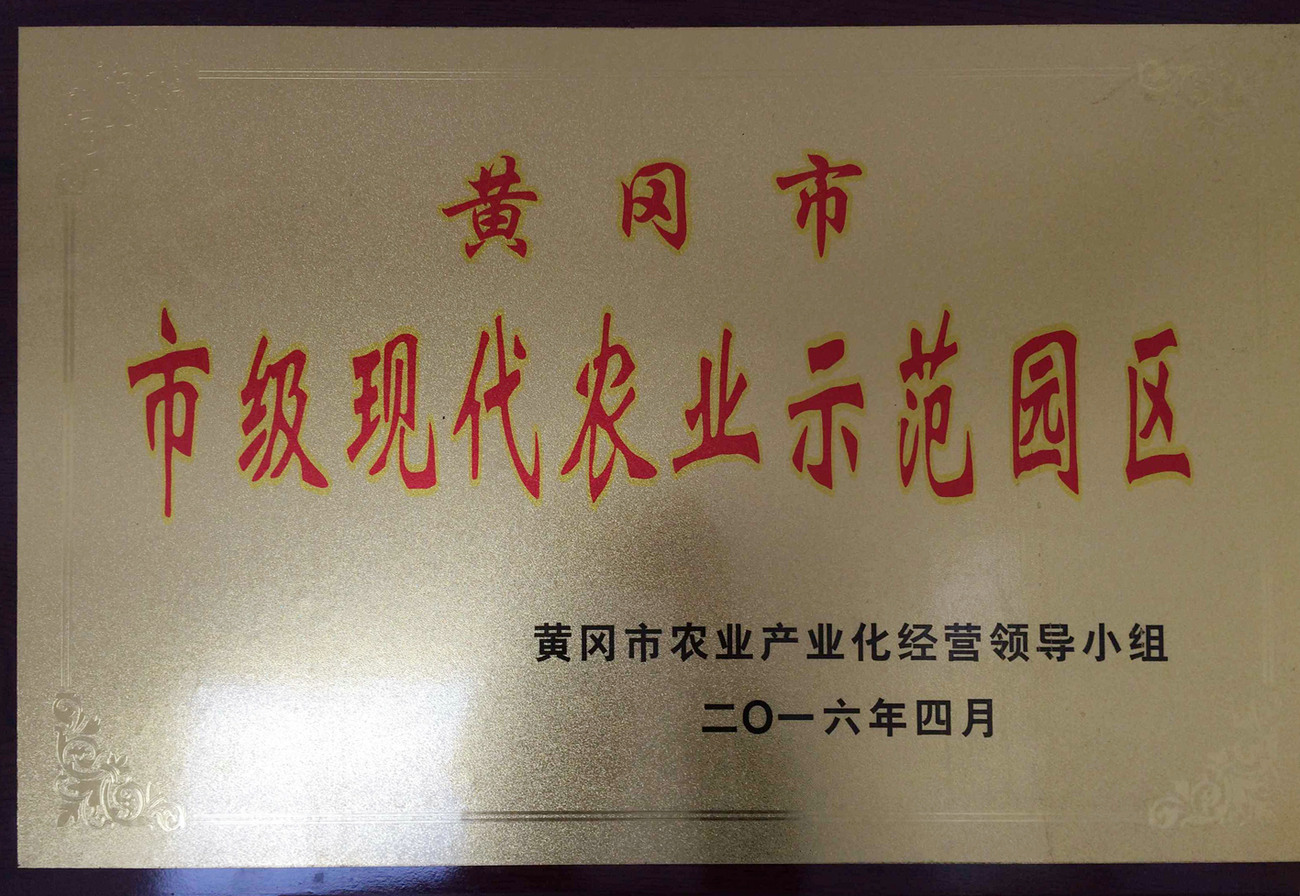 黄冈市
市级现代农业示范园区
黄冈市农业产业化经营领导小组
二〇一六年四月